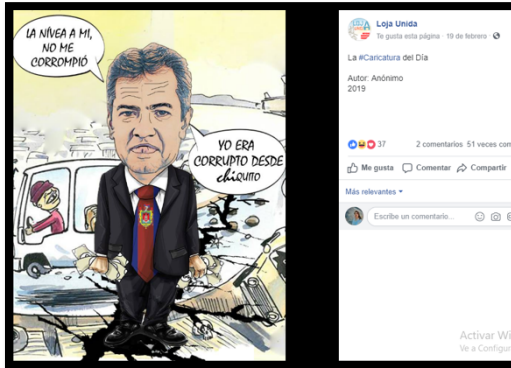 LA NÍVEA A MI,
NO ME
CORROMPIÓ
YO ERA
CORRUPTO DESDE
chiQUITO
Loja Unida
Te gusta esta página · 19 de febrero ·
La #Caricatura del Día
Autor: Anónimo
2019
37 2 comentarios 51 veces com
Me gusta Comentar Compartir
Más relevantes
Escribe un comentario...
Activar Wi
Ve a Configur